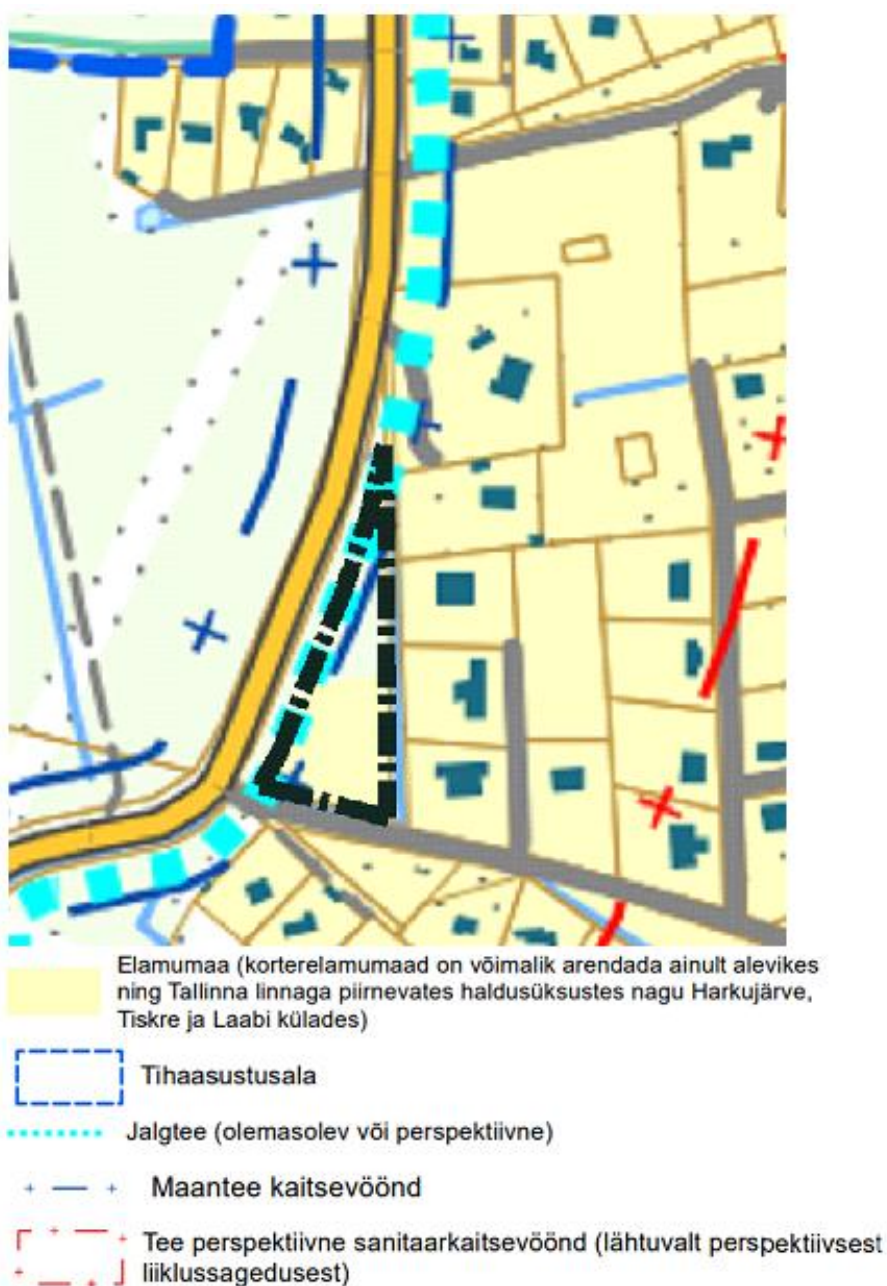 Elamumaa (korterelamumaad on võimalik arendada ainult alevikes
ning Tallinna linnaga piirnevates haldusüksustes nagu Harkujärve,
Tiskre ja Laabi külades)
Tihaasustusala
Jalgtee (olemasolev või perspektiivne)
Maantee kaitsevöönd
Tee perspektiivne sanitaarkaitsevöönd (lähtuvalt perspektiivsest
liiklussagedusest)